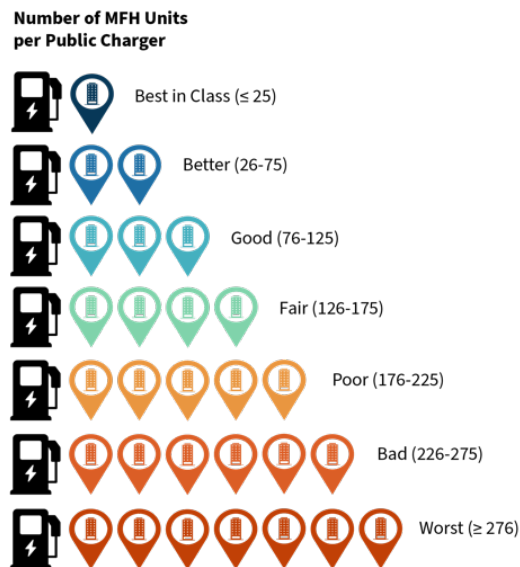 Number of MFH Units
per Public Charger
Best in Class (≤ 25)
Better (26-75)
Good (76-125)
Fair (126-175)
Poor (176-225)
Bad (226-275)
Worst (≥ 276)